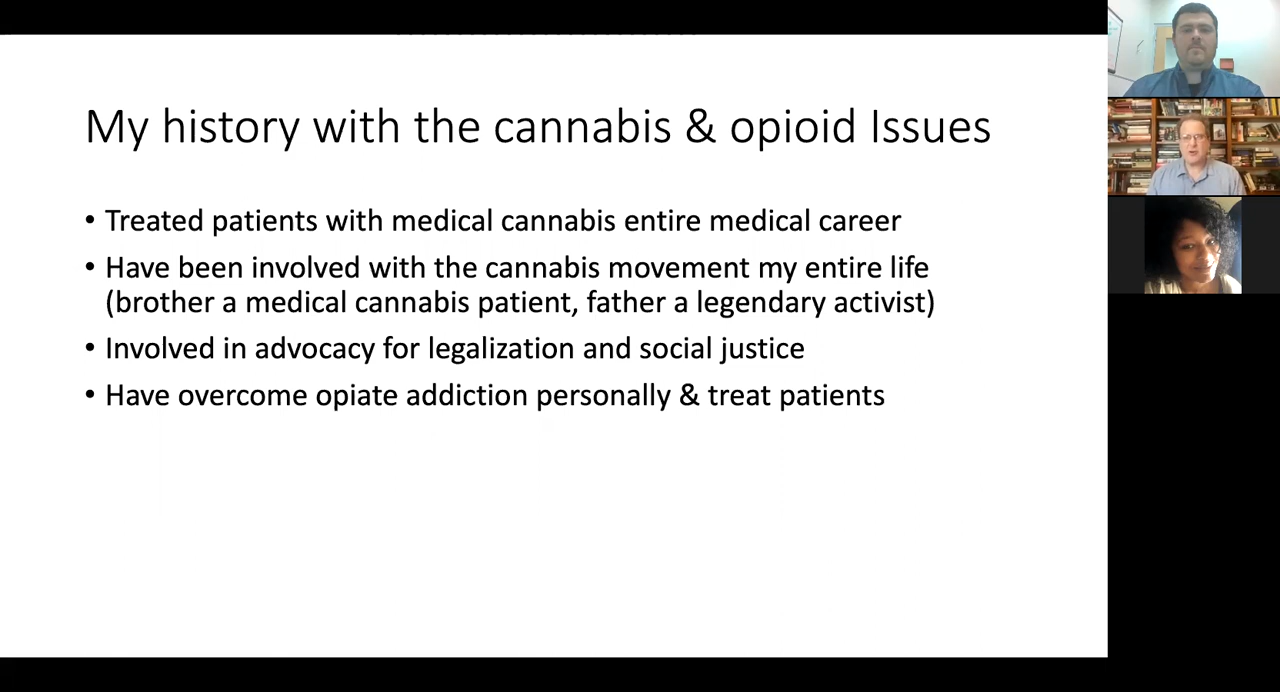 My history with the cannabis & opioid Issues
• Treated patients with medical cannabis entire medical career
• Have been involved with the cannabis movement my entire life
(brother a medical cannabis patient, father a legendary activist)
• Involved in advocacy for legalization and social justice
• Have overcome opiate addiction personally & treat patients